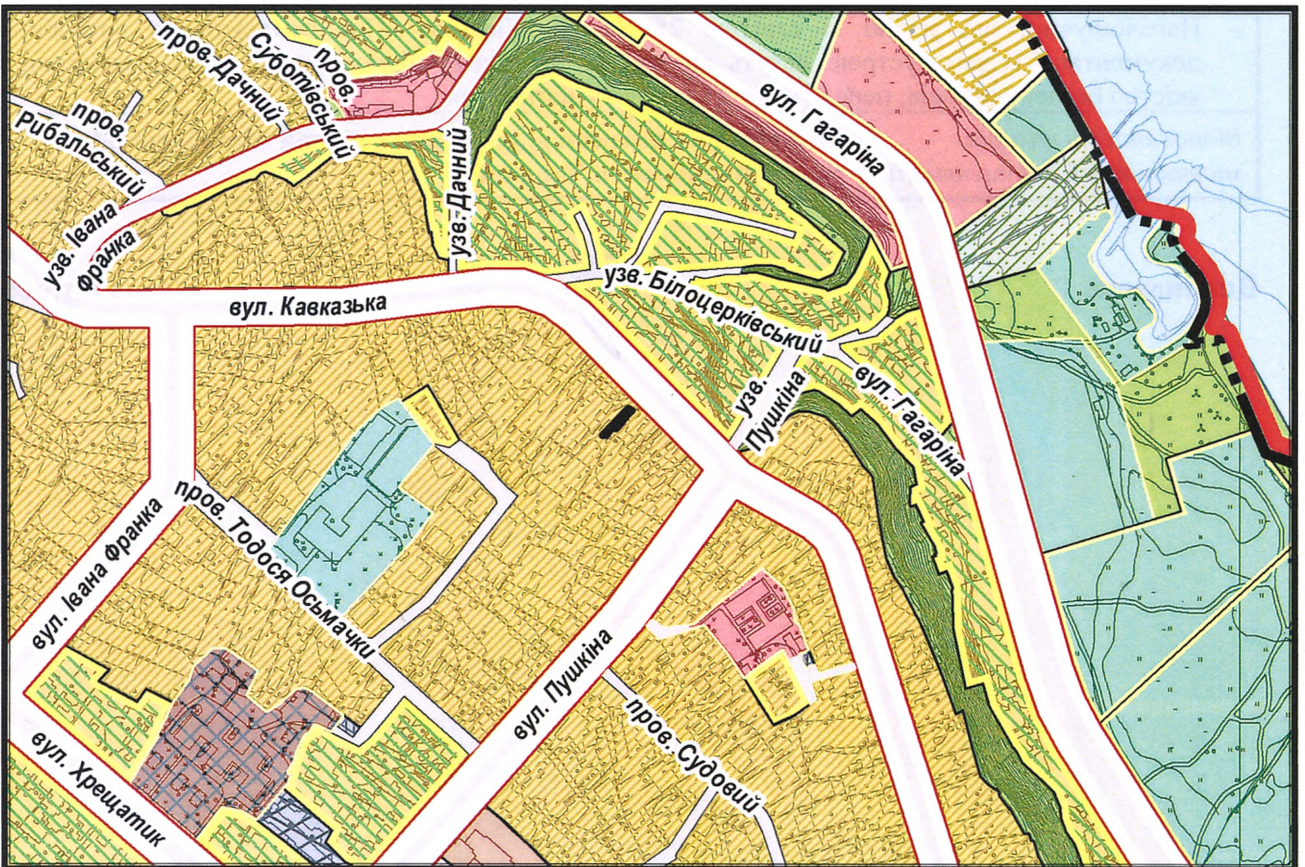 пров. Дачний
пров.
Суботівський
пров.
Рибальський
узв. Івана
Франка
узв. Дачний
вул. Гагаріна
вул. Кавказька
узв. Білоцерківський
узв.
Пушкіна
вул. Гагаріна
пров. Тодося Осьмачки
вул. Івана Франка
вул. Пушкіна
пров. Судовий
вул. Хрещатик